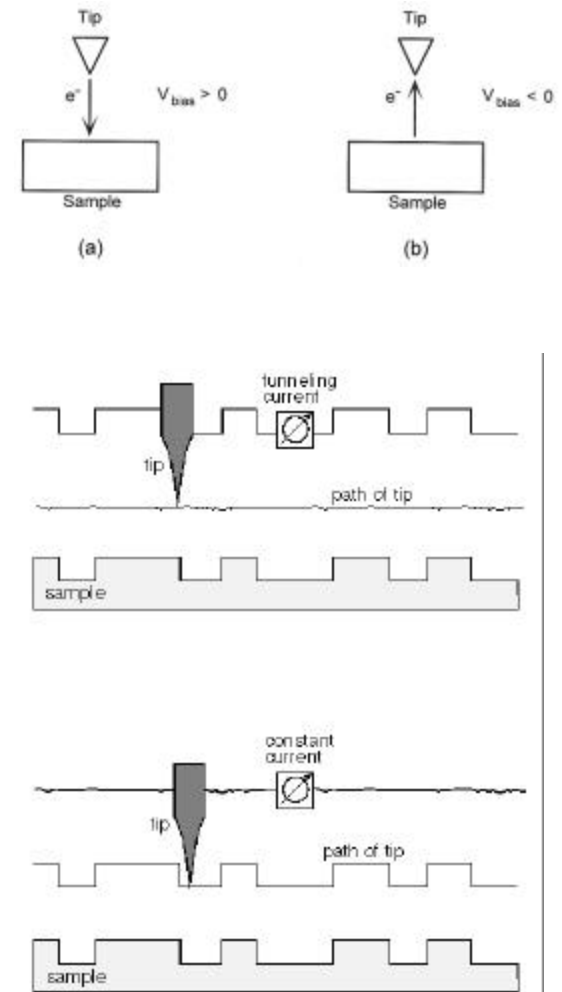 Tip
Tip
e⁻
V_bias > 0
e⁻
V_bias < 0
Sample
Sample
(a)
(b)
tunneling
current
tip
path of tip
sample
constant
current
tip
path of tip
sample